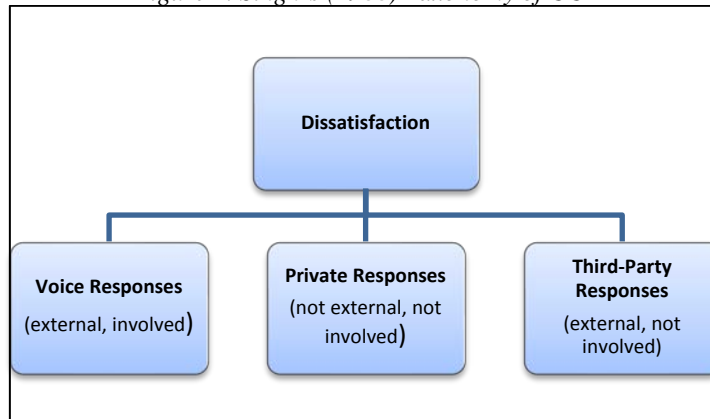 Dissatisfaction
Voice Responses
(external, involved)
Private Responses
(not external, not
involved)
Third-Party
Responses
(external, not
involved)